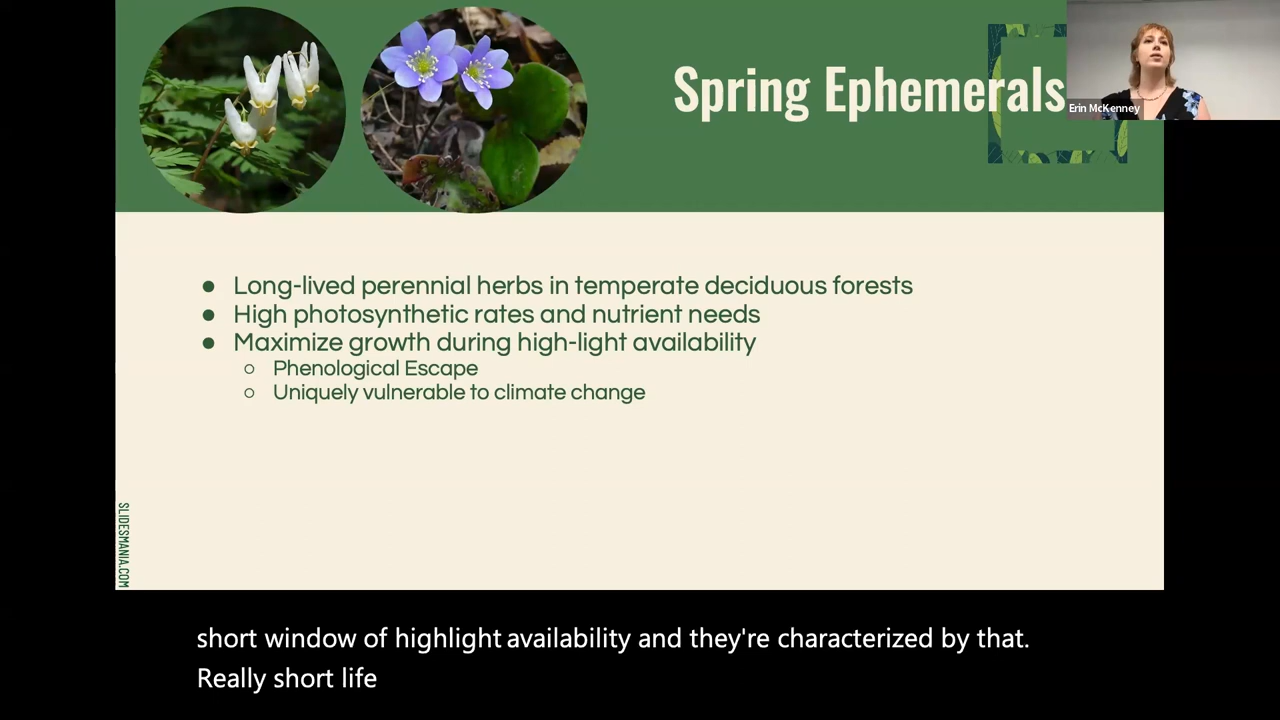 Spring Ephemerals
Erin McKenney
● Long-lived perennial herbs in temperate deciduous forests
● High photosynthetic rates and nutrient needs
● Maximize growth during high-light availability
○ Phenological Escape
○ Uniquely vulnerable to climate change
SLIDESMANIA.COM
short window of highlight availability and they're characterized by that.
Really short life